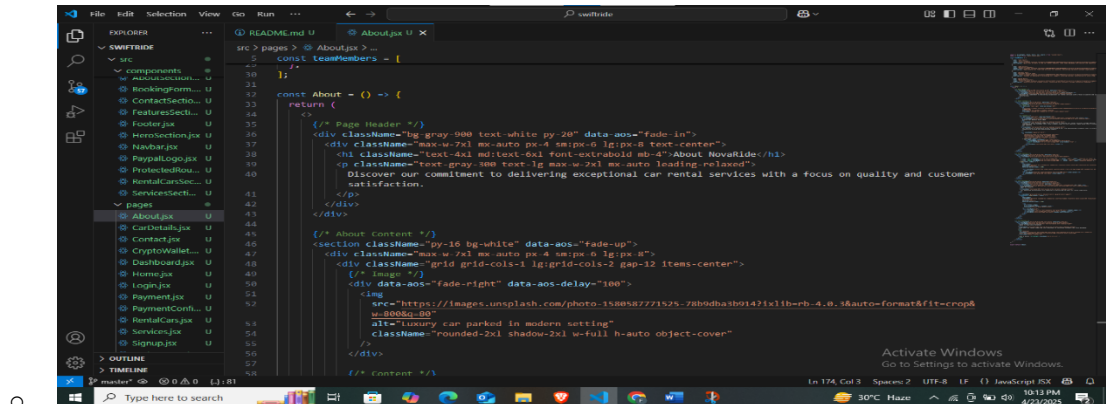 File Edit Selection View Go Run ... swiftride
EXPLORER ...
README.md U
About.jsx U
SWIFTRIDE
src
components
AboutSection... U
BookingForm... U
ContactSectio... U
FeaturesSecti... U
Footer.jsx U
HeroSection.jsx U
Navbar.jsx U
PaypalLogo.jsx U
ProtectedRou... U
RentalCarsSec... U
ServicesSecti... U
pages
About.jsx U
CarDetails.jsx U
Contact.jsx U
CryptoWallet.... U
Dashboard.jsx U
Home.jsx U
Login.jsx U
Payment.jsx U
PaymentConfi... U
RentalCars.jsx U
Services.jsx U
Signup.jsx U
OUTLINE
TIMELINE
src > pages > About.jsx > ...
5 const teamMembers = [
29 },
30 ];
31
32 const About = () => {
33 return (
34 <>
35 {/* Page Header */}
36 <div className="bg-gray-900 text-white py-20" data-aos="fade-in">
37 <div className="max-w-7xl mx-auto px-4 sm:px-6 lg:px-8 text-center">
38 <h1 className="text-4xl md:text-6xl font-extrabold mb-4">About NovaRide</h1>
39 <p className="text-gray-300 text-lg max-w-2xl mx-auto leading-relaxed">
40 Discover our commitment to delivering exceptional car rental services with a focus on quality and customer
satisfaction.
41 </p>
42 </div>
43 </div>
44
45 {/* About Content */}
46 <section className="py-16 bg-white" data-aos="fade-up">
47 <div className="max-w-7xl mx-auto px-4 sm:px-6 lg:px-8">
48 <div className="grid grid-cols-1 lg:grid-cols-2 gap-12 items-center">
49 {/* Image */}
50 <div data-aos="fade-right" data-aos-delay="100">
51 <img
52 src="https://images.unsplash.com/photo-1580587771525-78b9dba3b914?ixlib=rb-4.0.3&auto=format&fit=crop&
w=800&q=80"
53 alt="Luxury car parked in modern setting"
54 className="rounded-2xl shadow-2xl w-full h-auto object-cover"
55 />
56 </div>
57
58 {/* Content */}
Activate Windows
Go to Settings to activate Windows.
67
master* 0 0 0 {..}: 81
Ln 174, Col 3 Spaces: 2 UTF-8 LF {} JavaScript JSX
Type here to search
30°C Haze
10:13 PM
4/23/2025